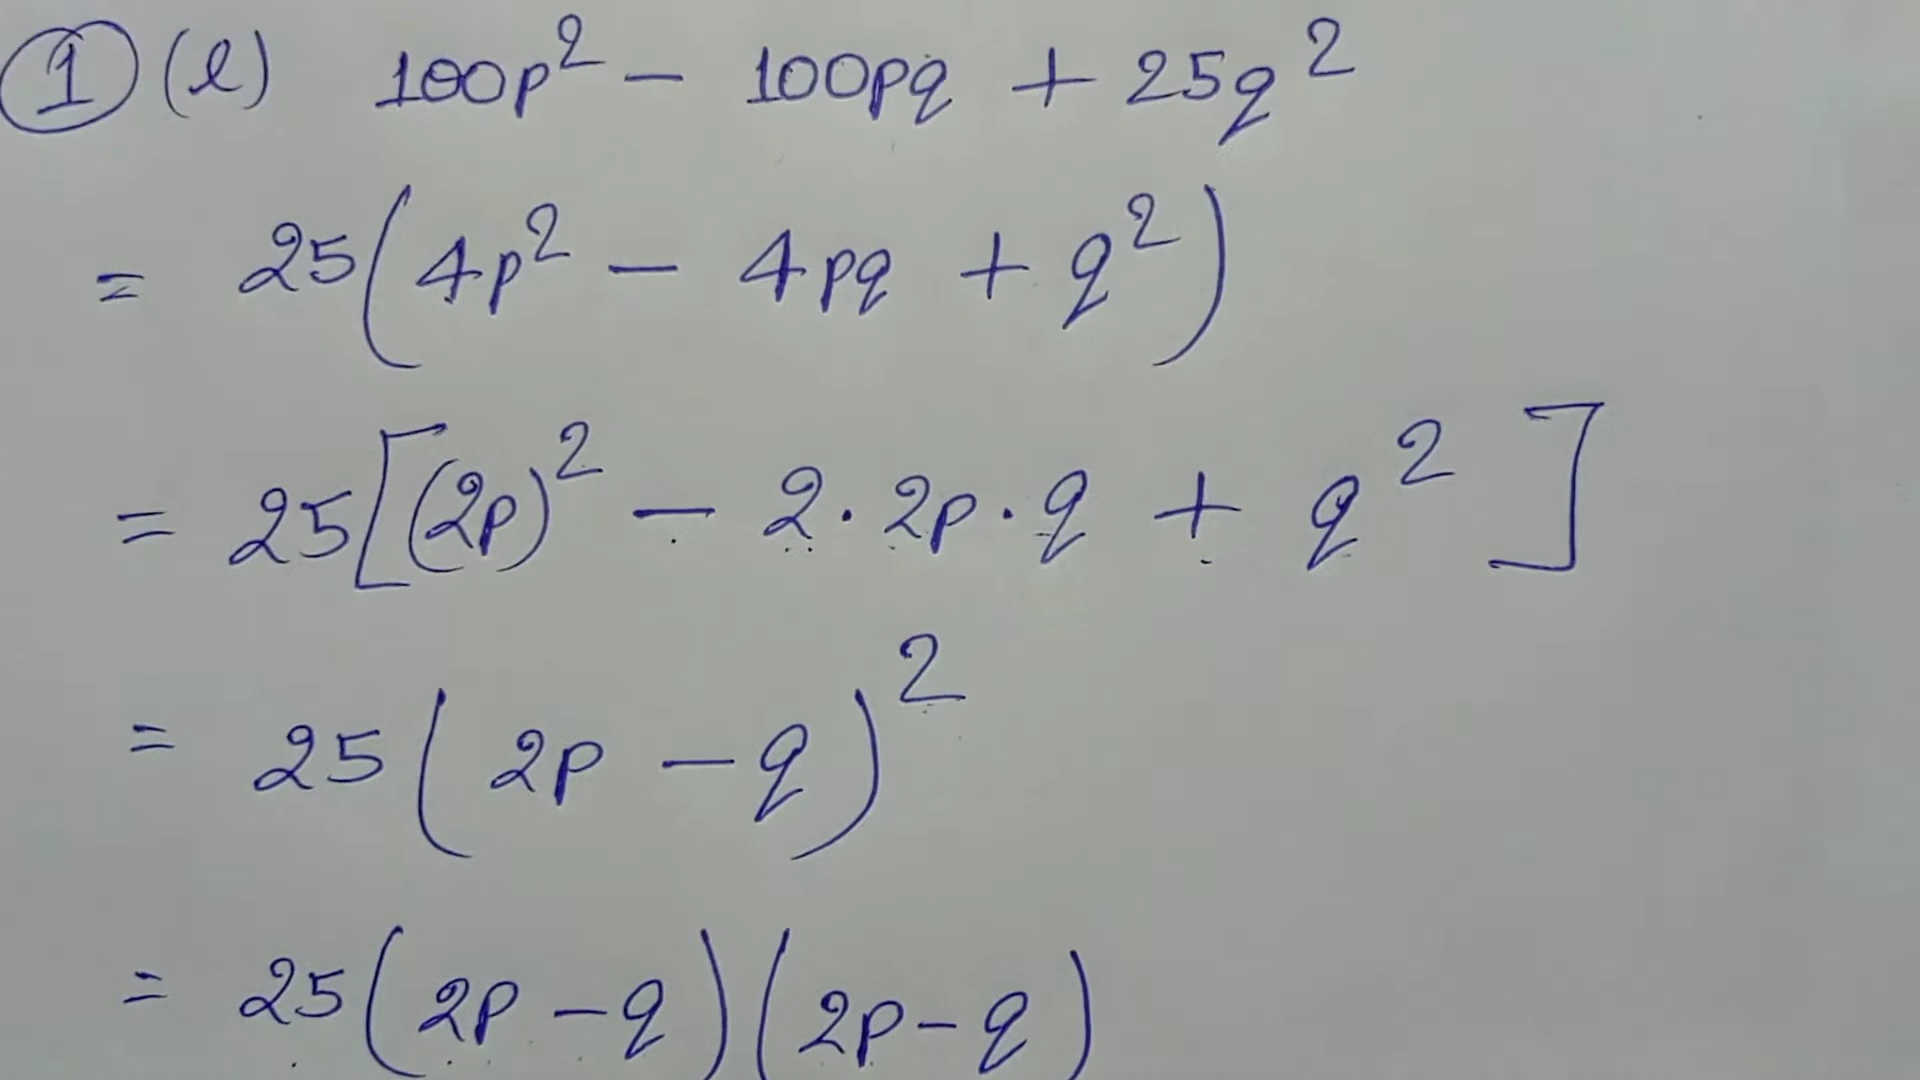 ① (l) 100p² - 100pq + 25q²
= 25(4p² - 4pq + q²)
= 25[(2p)² - 2·2p·q + q²]
= 25(2p - q)²
= 25(2p - q)(2p - q)